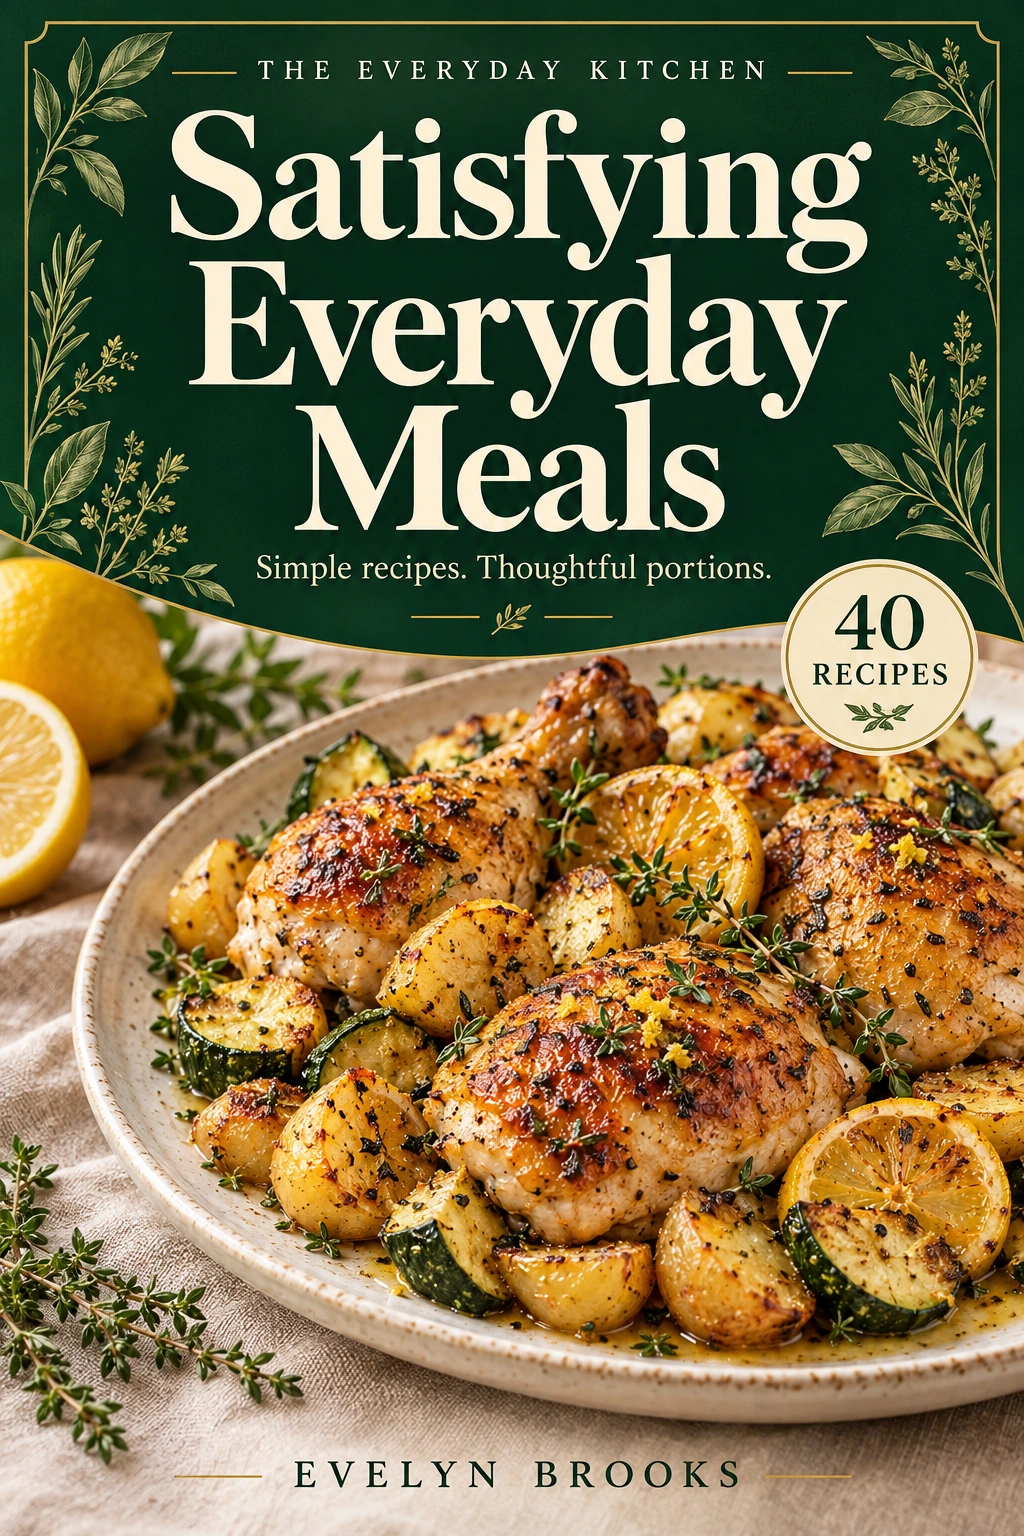 THE EVERYDAY KITCHEN
Satisfying
Everyday
Meals
Simple recipes. Thoughtful portions.
40
RECIPES
EVELYN BROOKS